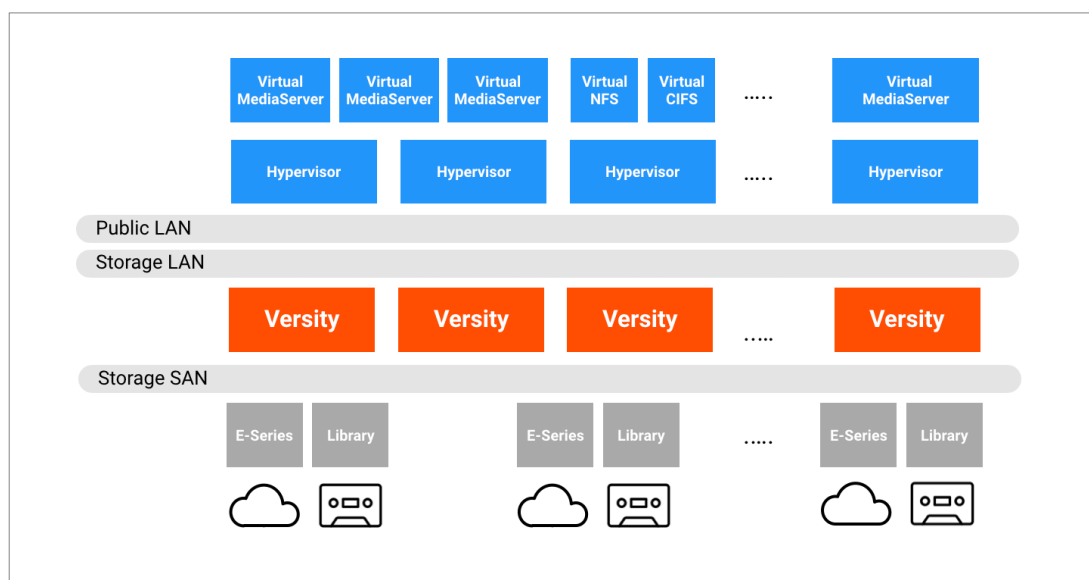 Virtual MediaServer
Virtual MediaServer
Virtual MediaServer
Virtual NFS
Virtual CIFS
.....
Virtual MediaServer
Hypervisor
Hypervisor
Hypervisor
.....
Hypervisor
Public LAN
Storage LAN
Versity
Versity
Versity
.....
Versity
Storage SAN
E-Series
Library
E-Series
Library
.....
E-Series
Library